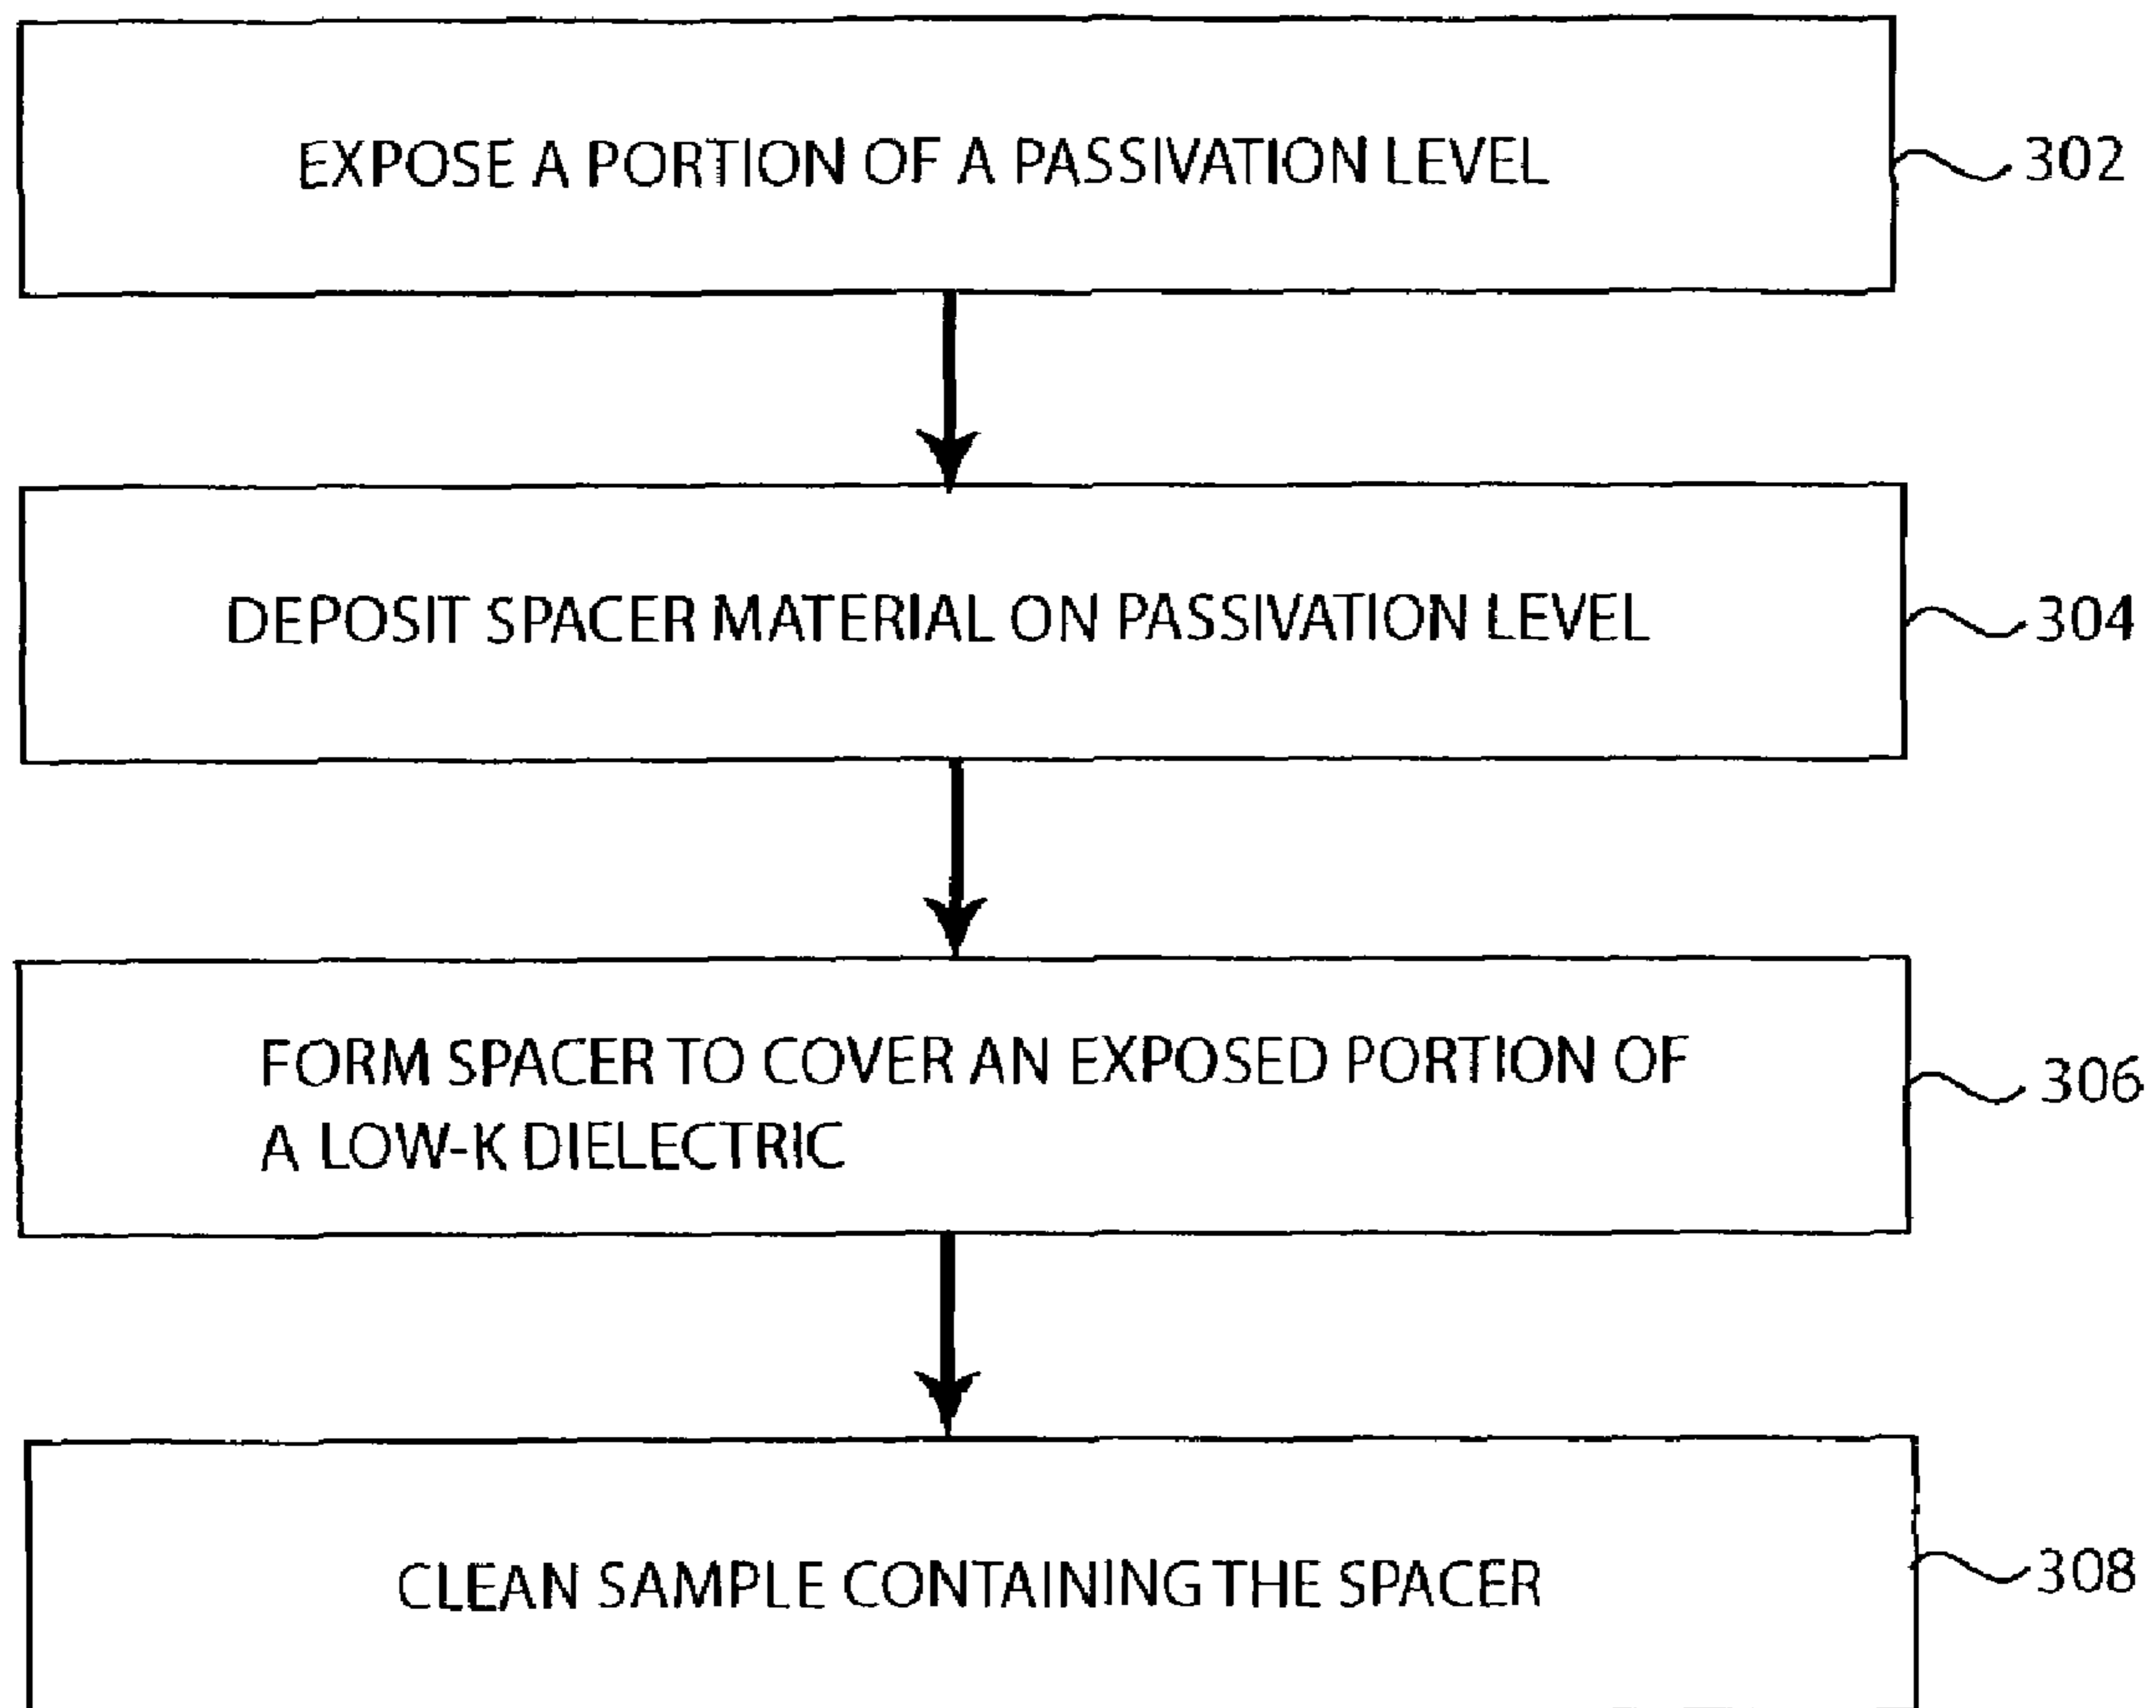 EXPOSE A PORTION OF A PASSIVATION LEVEL
302
DEPOSIT SPACER MATERIAL ON PASSIVATION LEVEL
304
FORM SPACER TO COVER AN EXPOSED PORTION OF
A LOW-K DIELECTRIC
306
CLEAN SAMPLE CONTAINING THE SPACER
308